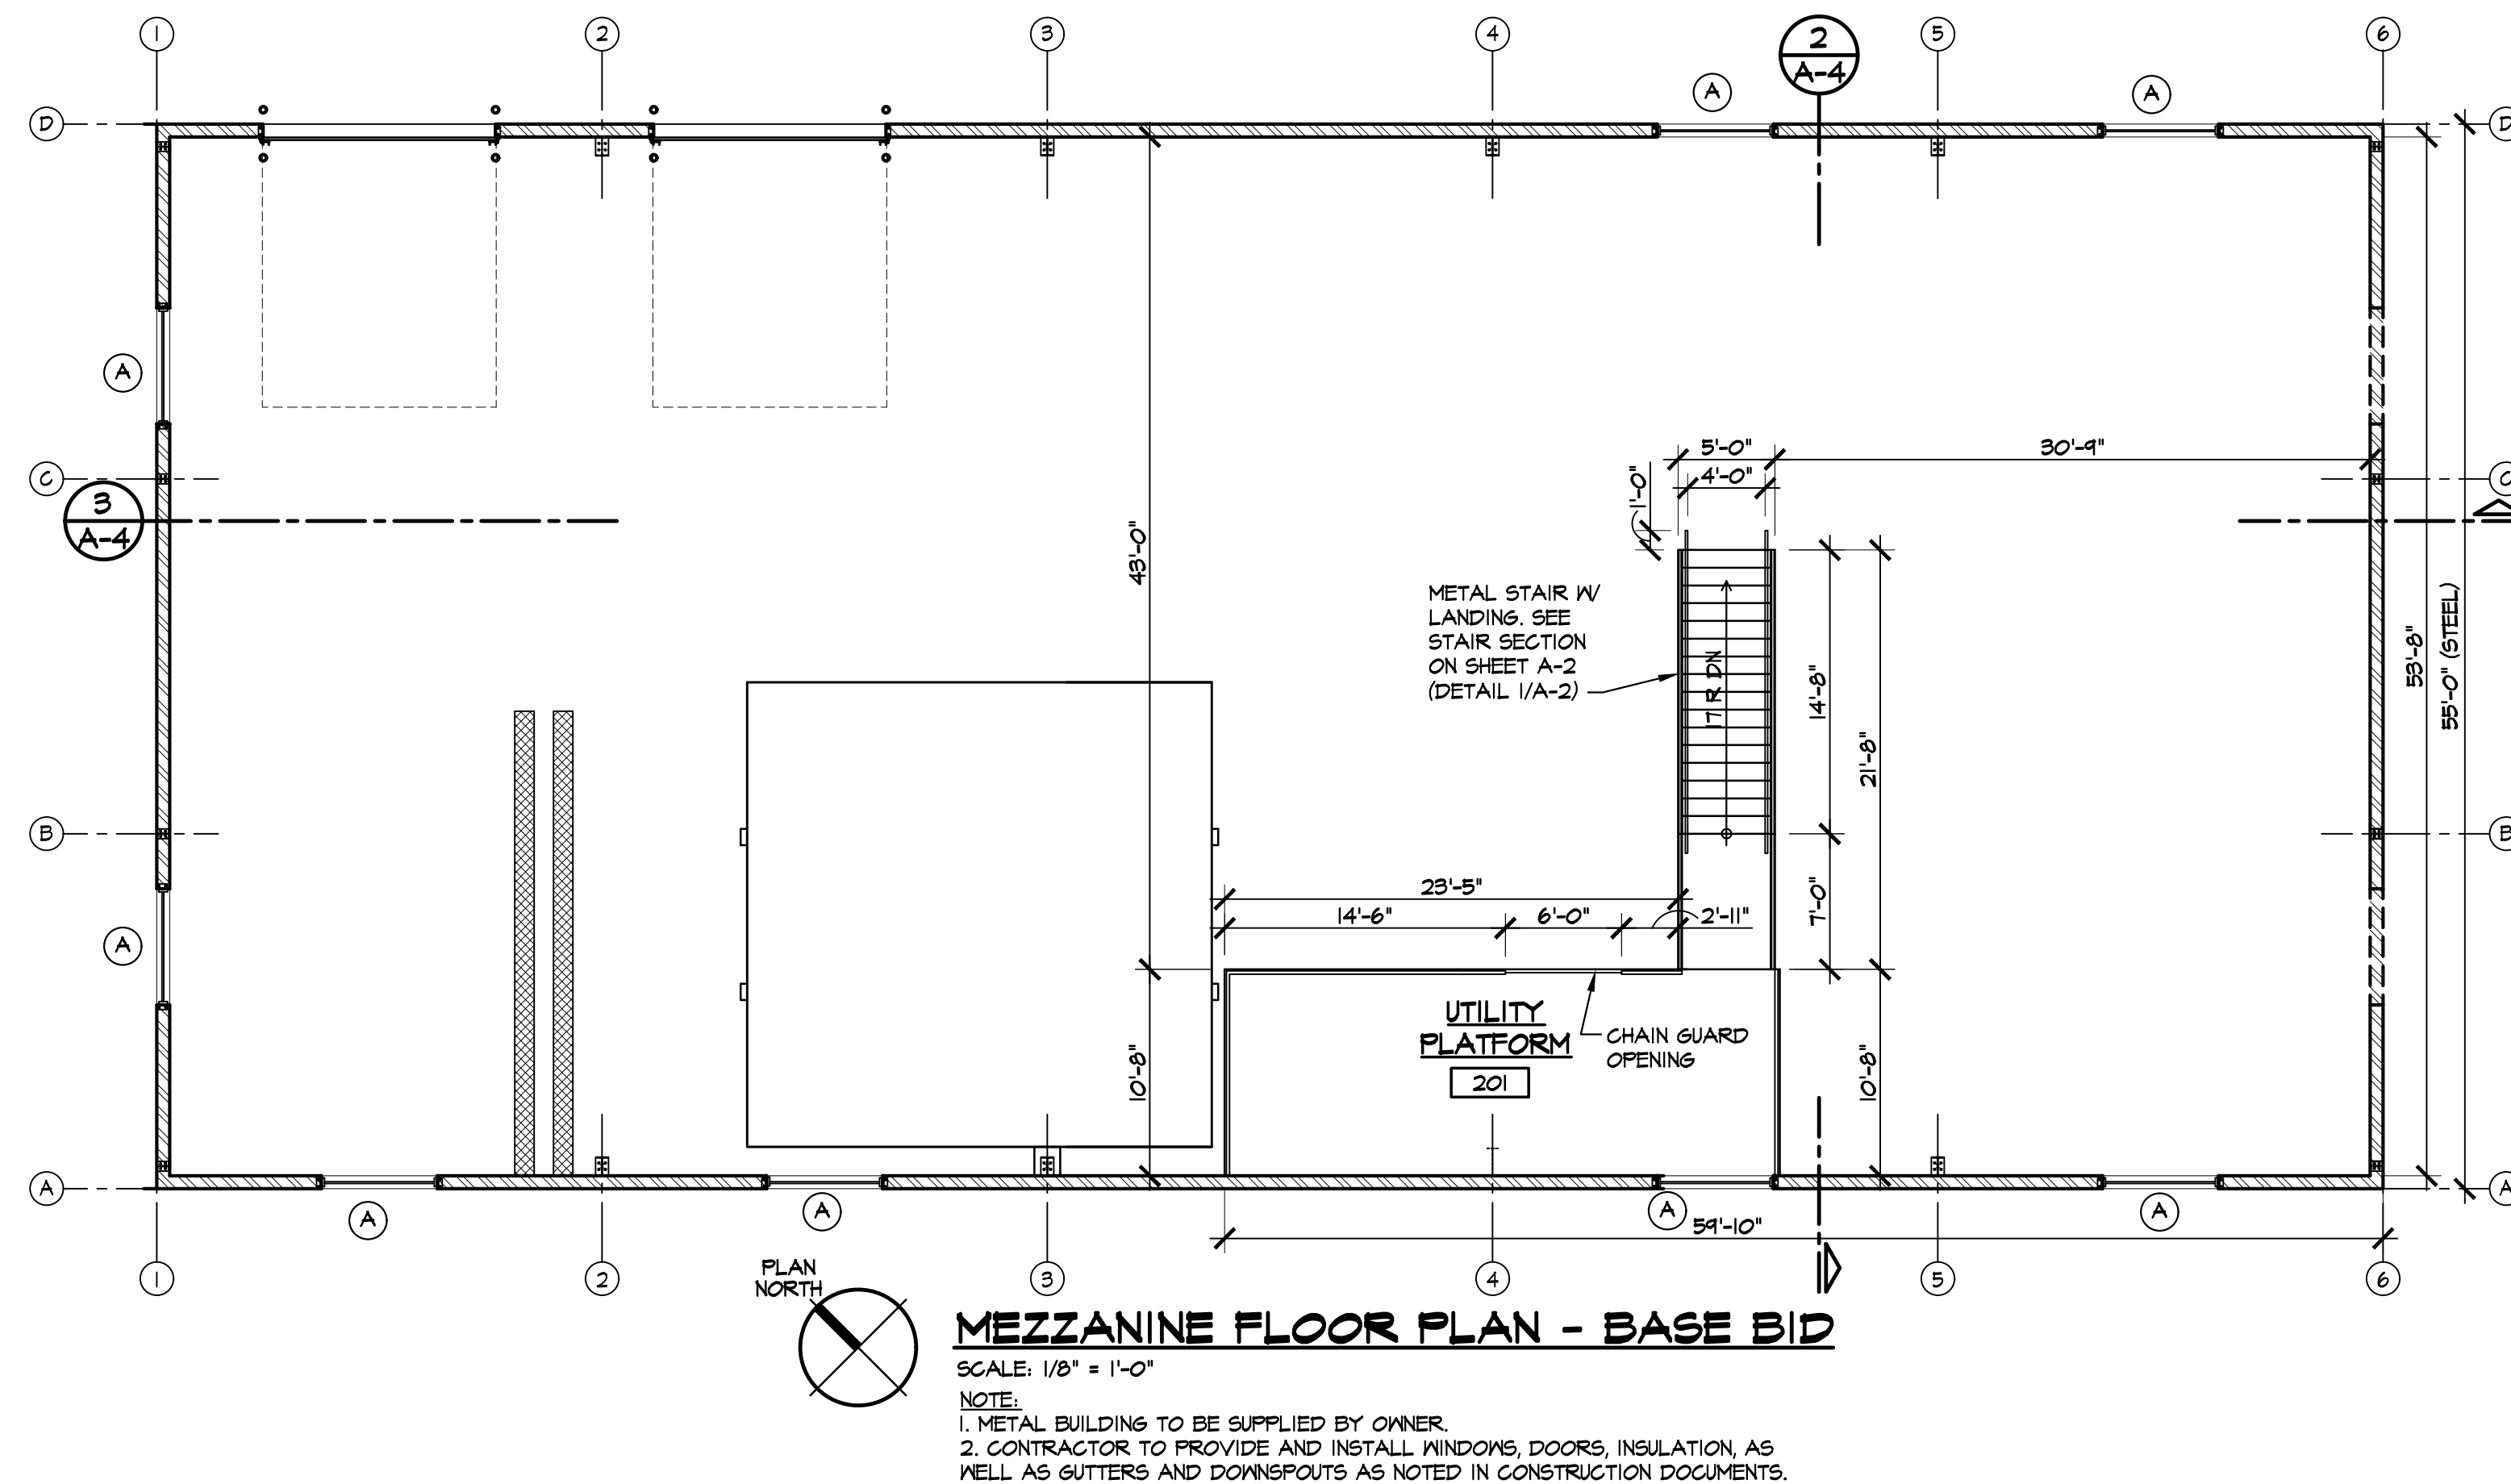 1 2 3 4 5 6
2
A-4
A A
D D
A
5'-0" 30'-9"
4'-0"
1'-0"
C C
3
A-4
43'-0"
METAL STAIR W/
LANDING. SEE
STAIR SECTION
ON SHEET A-2
(DETAIL 1/A-2)
17 R DN
14'-8"
21'-8"
53'-8"
55'-0" (STEEL)
B B
23'-5"
14'-6" 6'-0" 2'-11"
7'-0"
A
UTILITY
PLATFORM
201
CHAIN GUARD
OPENING
10'-8"
10'-8"
A A
A A A A
59'-10"
1 2 3 4 5 6
PLAN
NORTH
MEZZANINE FLOOR PLAN - BASE BID
SCALE: 1/8" = 1'-0"
NOTE:
1. METAL BUILDING TO BE SUPPLIED BY OWNER.
2. CONTRACTOR TO PROVIDE AND INSTALL WINDOWS, DOORS, INSULATION, AS
WELL AS GUTTERS AND DOWNSPOUTS AS NOTED IN CONSTRUCTION DOCUMENTS.